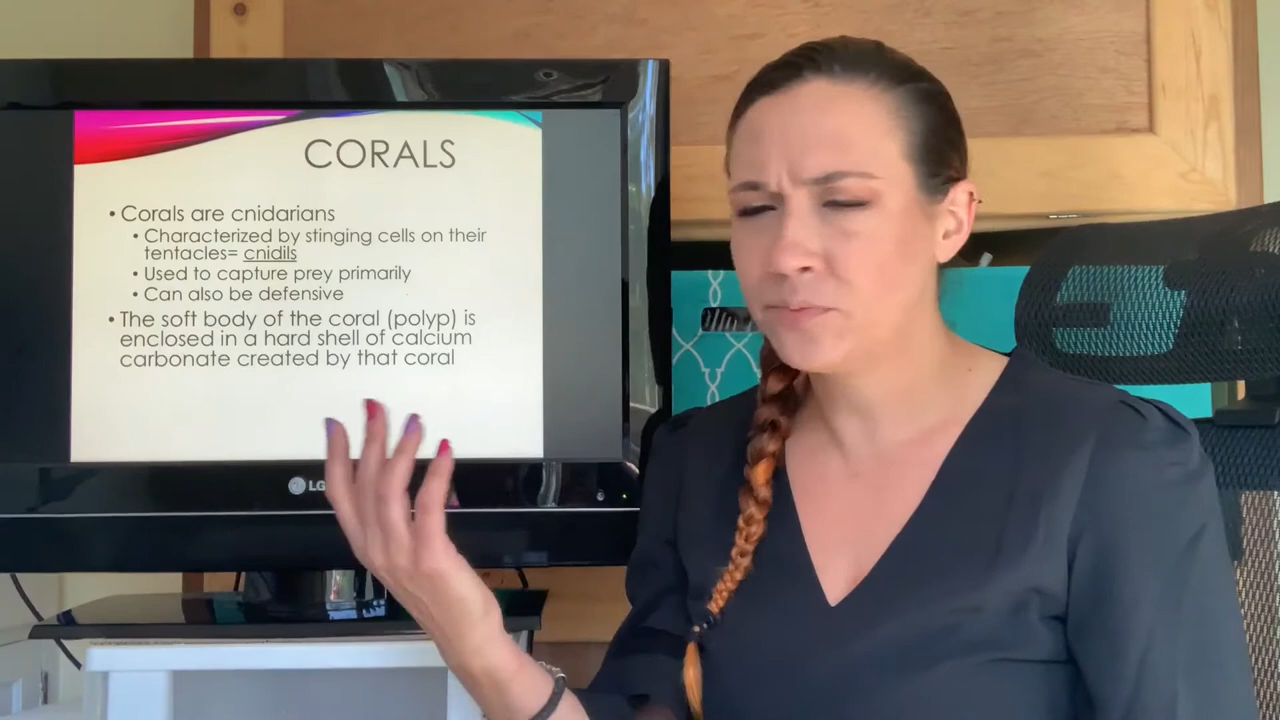 CORALS
• Corals are cnidarians
• Characterized by stinging cells on their
tentacles= cnidils
• Used to capture prey primarily
• Can also be defensive
• The soft body of the coral (polyp) is
enclosed in a hard shell of calcium
carbonate created by that coral
LG